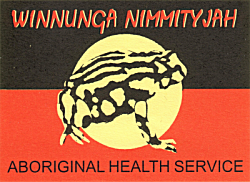 WINNUNGA NIMMITYJAH
ABORIGINAL HEALTH SERVICE